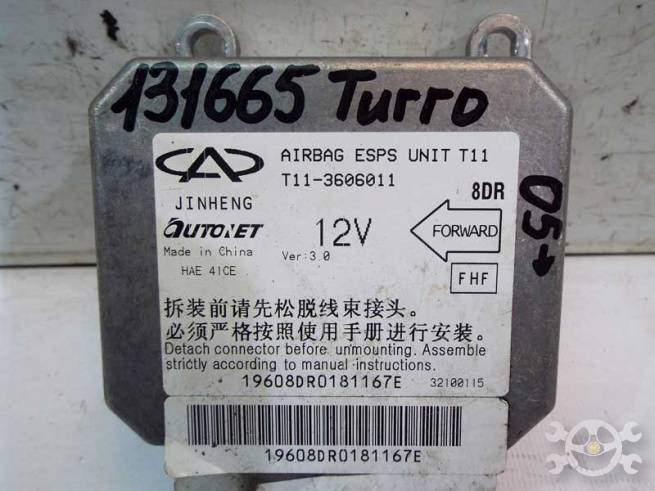 131665 Turro
AIRBAG ESPS UNIT T11
T11-3606011
8DR
JINHENG
AUTONET
12V
FORWARD
Made in China
Ver:3.0
HAE 41CE
FHF
05→
拆装前请先松脱线束接头。
必须严格按照使用手册进行安装。
Detach connector before unmounting. Assemble
strictly according to manual instructions.
19608DR0181167E
32100115
19608DR0181167E